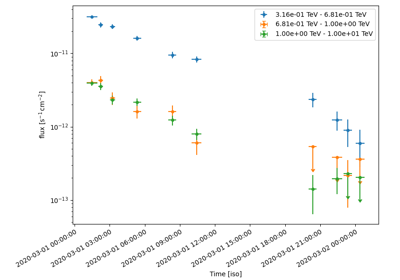 3.16e-01 TeV - 6.81e-01 TeV
6.81e-01 TeV - 1.00e+00 TeV
1.00e+00 TeV - 1.00e+01 TeV
10⁻¹¹
10⁻¹²
10⁻¹³
flux [s⁻¹cm⁻²]
2020-03-01 00:00:00
2020-03-01 03:00:00
2020-03-01 06:00:00
2020-03-01 09:00:00
2020-03-01 12:00:00
2020-03-01 15:00:00
2020-03-01 18:00:00
2020-03-01 21:00:00
2020-03-02 00:00:00
Time [iso]